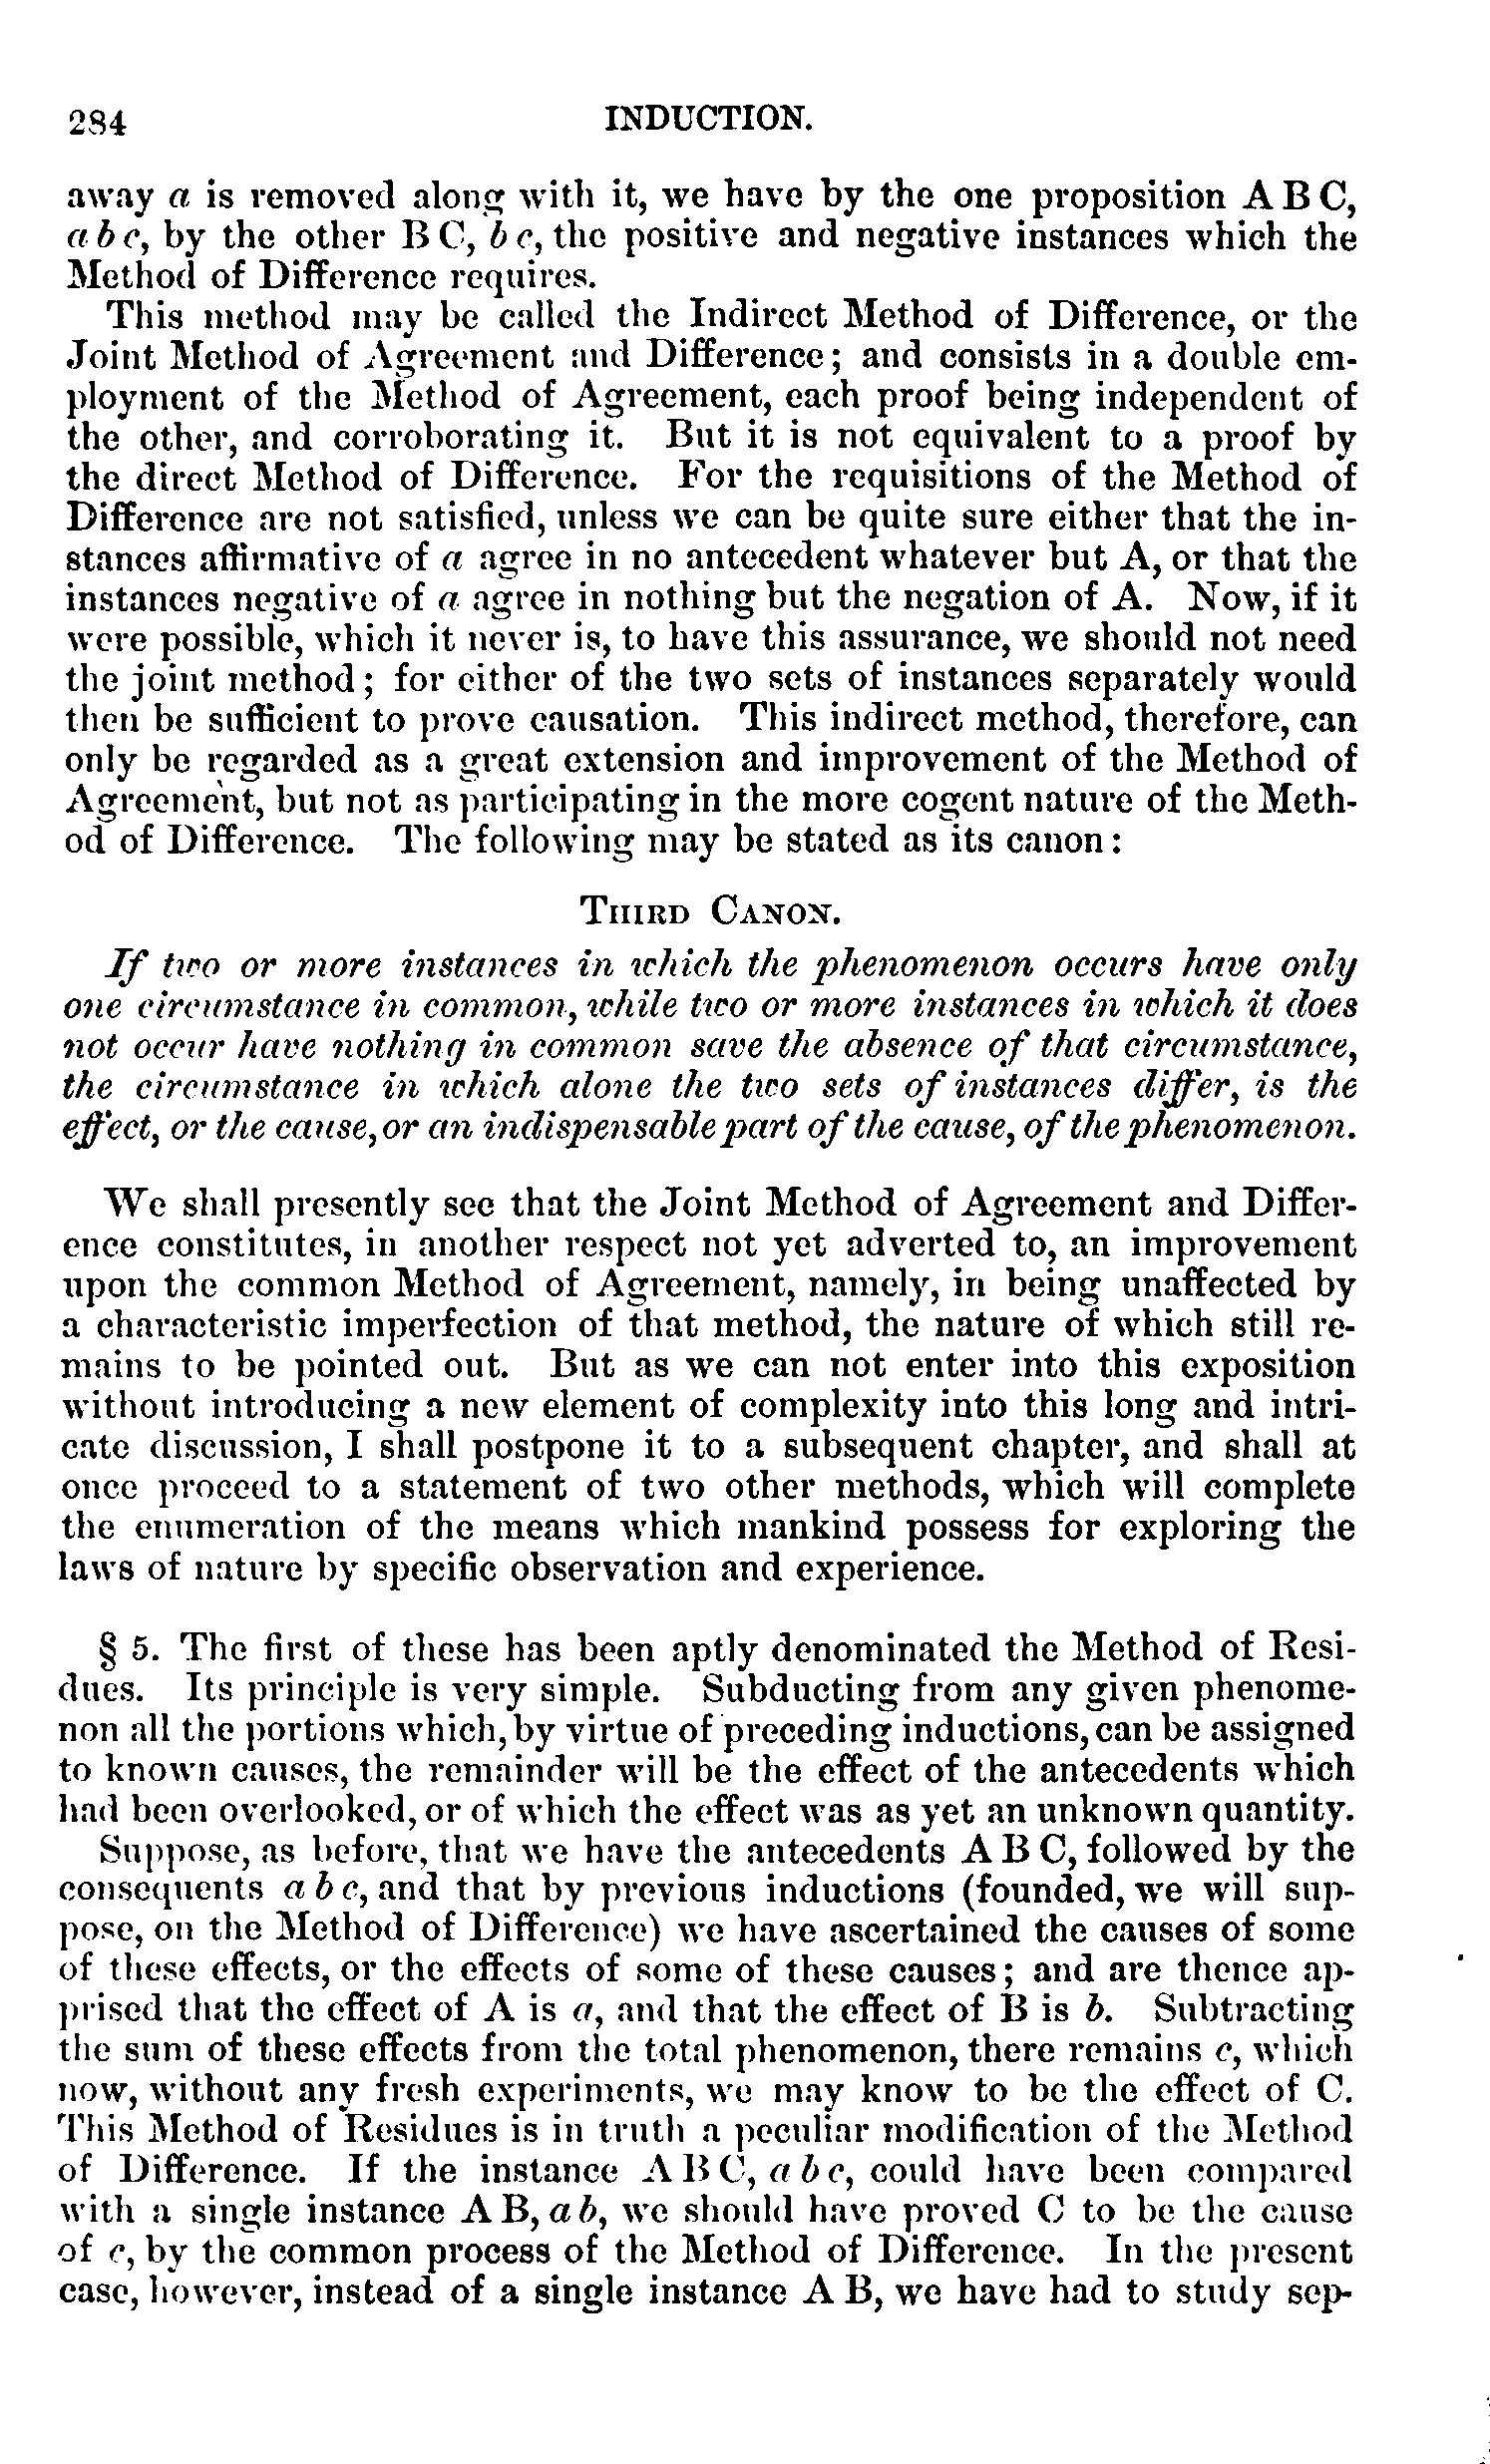 284 INDUCTION.
away a is removed along with it, we have by the one proposition A B C,
a b c, by the other B C, b c, the positive and negative instances which the
Method of Difference requires.
This method may be called the Indirect Method of Difference, or the
Joint Method of Agreement and Difference; and consists in a double em-
ployment of the Method of Agreement, each proof being independent of
the other, and corroborating it. But it is not equivalent to a proof by
the direct Method of Difference. For the requisitions of the Method of
Difference are not satisfied, unless we can be quite sure either that the in-
stances affirmative of a agree in no antecedent whatever but A, or that the
instances negative of a agree in nothing but the negation of A. Now, if it
were possible, which it never is, to have this assurance, we should not need
the joint method; for either of the two sets of instances separately would
then be sufficient to prove causation. This indirect method, therefore, can
only be regarded as a great extension and improvement of the Method of
Agreement, but not as participating in the more cogent nature of the Meth-
od of Difference. The following may be stated as its canon:
THIRD CANON.
If two or more instances in which the phenomenon occurs have only
one circumstance in common, while two or more instances in which it does
not occur have nothing in common save the absence of that circumstance,
the circumstance in which alone the two sets of instances differ, is the
effect, or the cause, or an indispensable part of the cause, of the phenomenon.
We shall presently see that the Joint Method of Agreement and Differ-
ence constitutes, in another respect not yet adverted to, an improvement
upon the common Method of Agreement, namely, in being unaffected by
a characteristic imperfection of that method, the nature of which still re-
mains to be pointed out. But as we can not enter into this exposition
without introducing a new element of complexity into this long and intri-
cate discussion, I shall postpone it to a subsequent chapter, and shall at
once proceed to a statement of two other methods, which will complete
the enumeration of the means which mankind possess for exploring the
laws of nature by specific observation and experience.
§ 5. The first of these has been aptly denominated the Method of Resi-
dues. Its principle is very simple. Subducting from any given phenome-
non all the portions which, by virtue of preceding inductions, can be assigned
to known causes, the remainder will be the effect of the antecedents which
had been overlooked, or of which the effect was as yet an unknown quantity.
Suppose, as before, that we have the antecedents A B C, followed by the
consequents a b c, and that by previous inductions (founded, we will sup-
pose, on the Method of Difference) we have ascertained the causes of some
of these effects, or the effects of some of these causes; and are thence ap-
prised that the effect of A is a, and that the effect of B is b. Subtracting
the sum of these effects from the total phenomenon, there remains c, which
now, without any fresh experiments, we may know to be the effect of C.
This Method of Residues is in truth a peculiar modification of the Method
of Difference. If the instance A B C, a b c, could have been compared
with a single instance A B, a b, we should have proved C to be the cause
of c, by the common process of the Method of Difference. In the present
case, however, instead of a single instance A B, we have had to study sep-